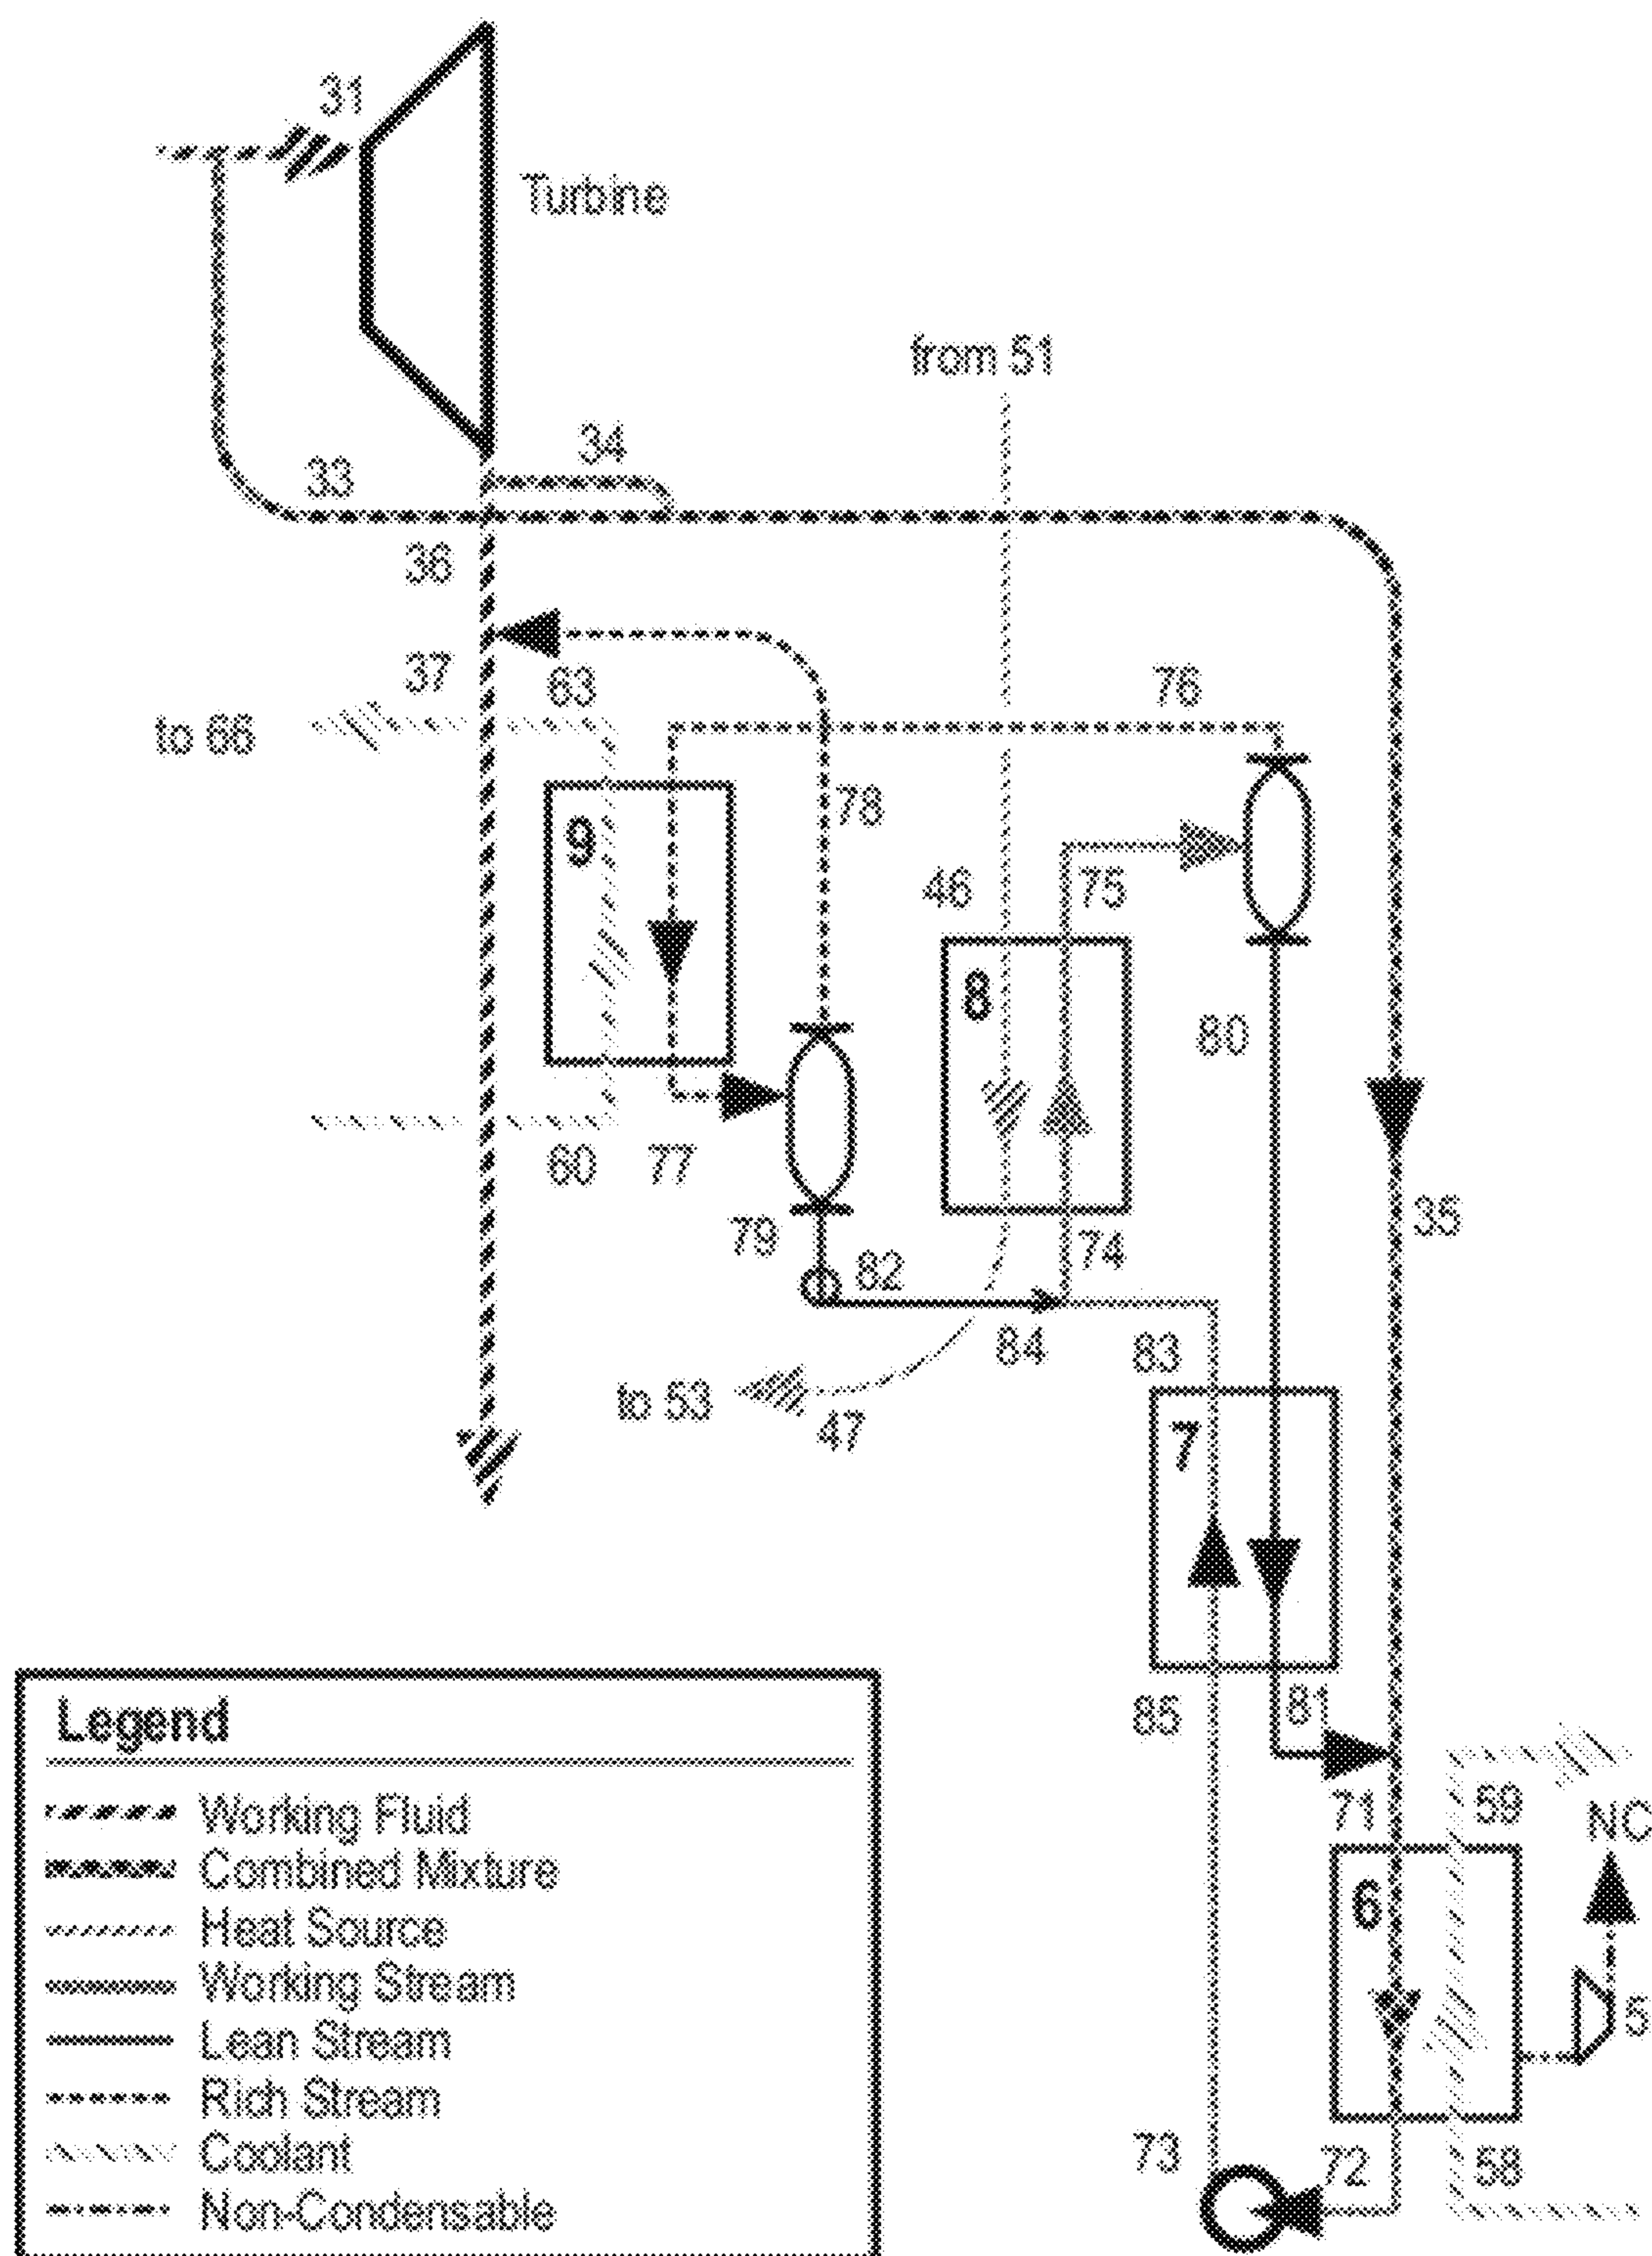 31
Turbine
from 51
34
33
36
37
63
76
to 66
9
78
46
75
8
80
60
77
79
82
74
35
84
83
to 53
47
7
85
81
71
59
NC
6
5
73
72
58
Legend
Working Fluid
Combined Mixture
Heat Source
Working Stream
Lean Stream
Rich Stream
Coolant
Non-Condensable